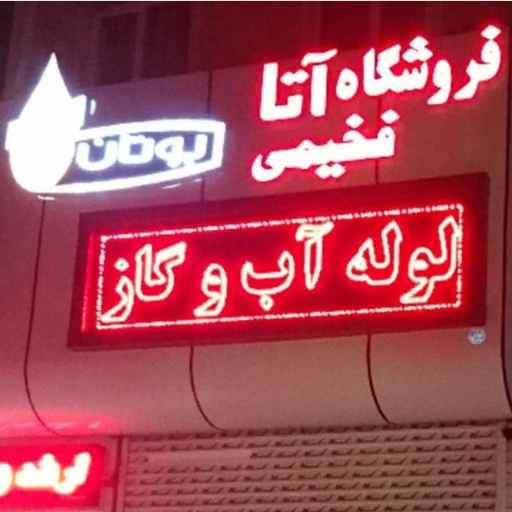 فروشگاه آتا
فخیمی
بوتان
لوله آب و گاز